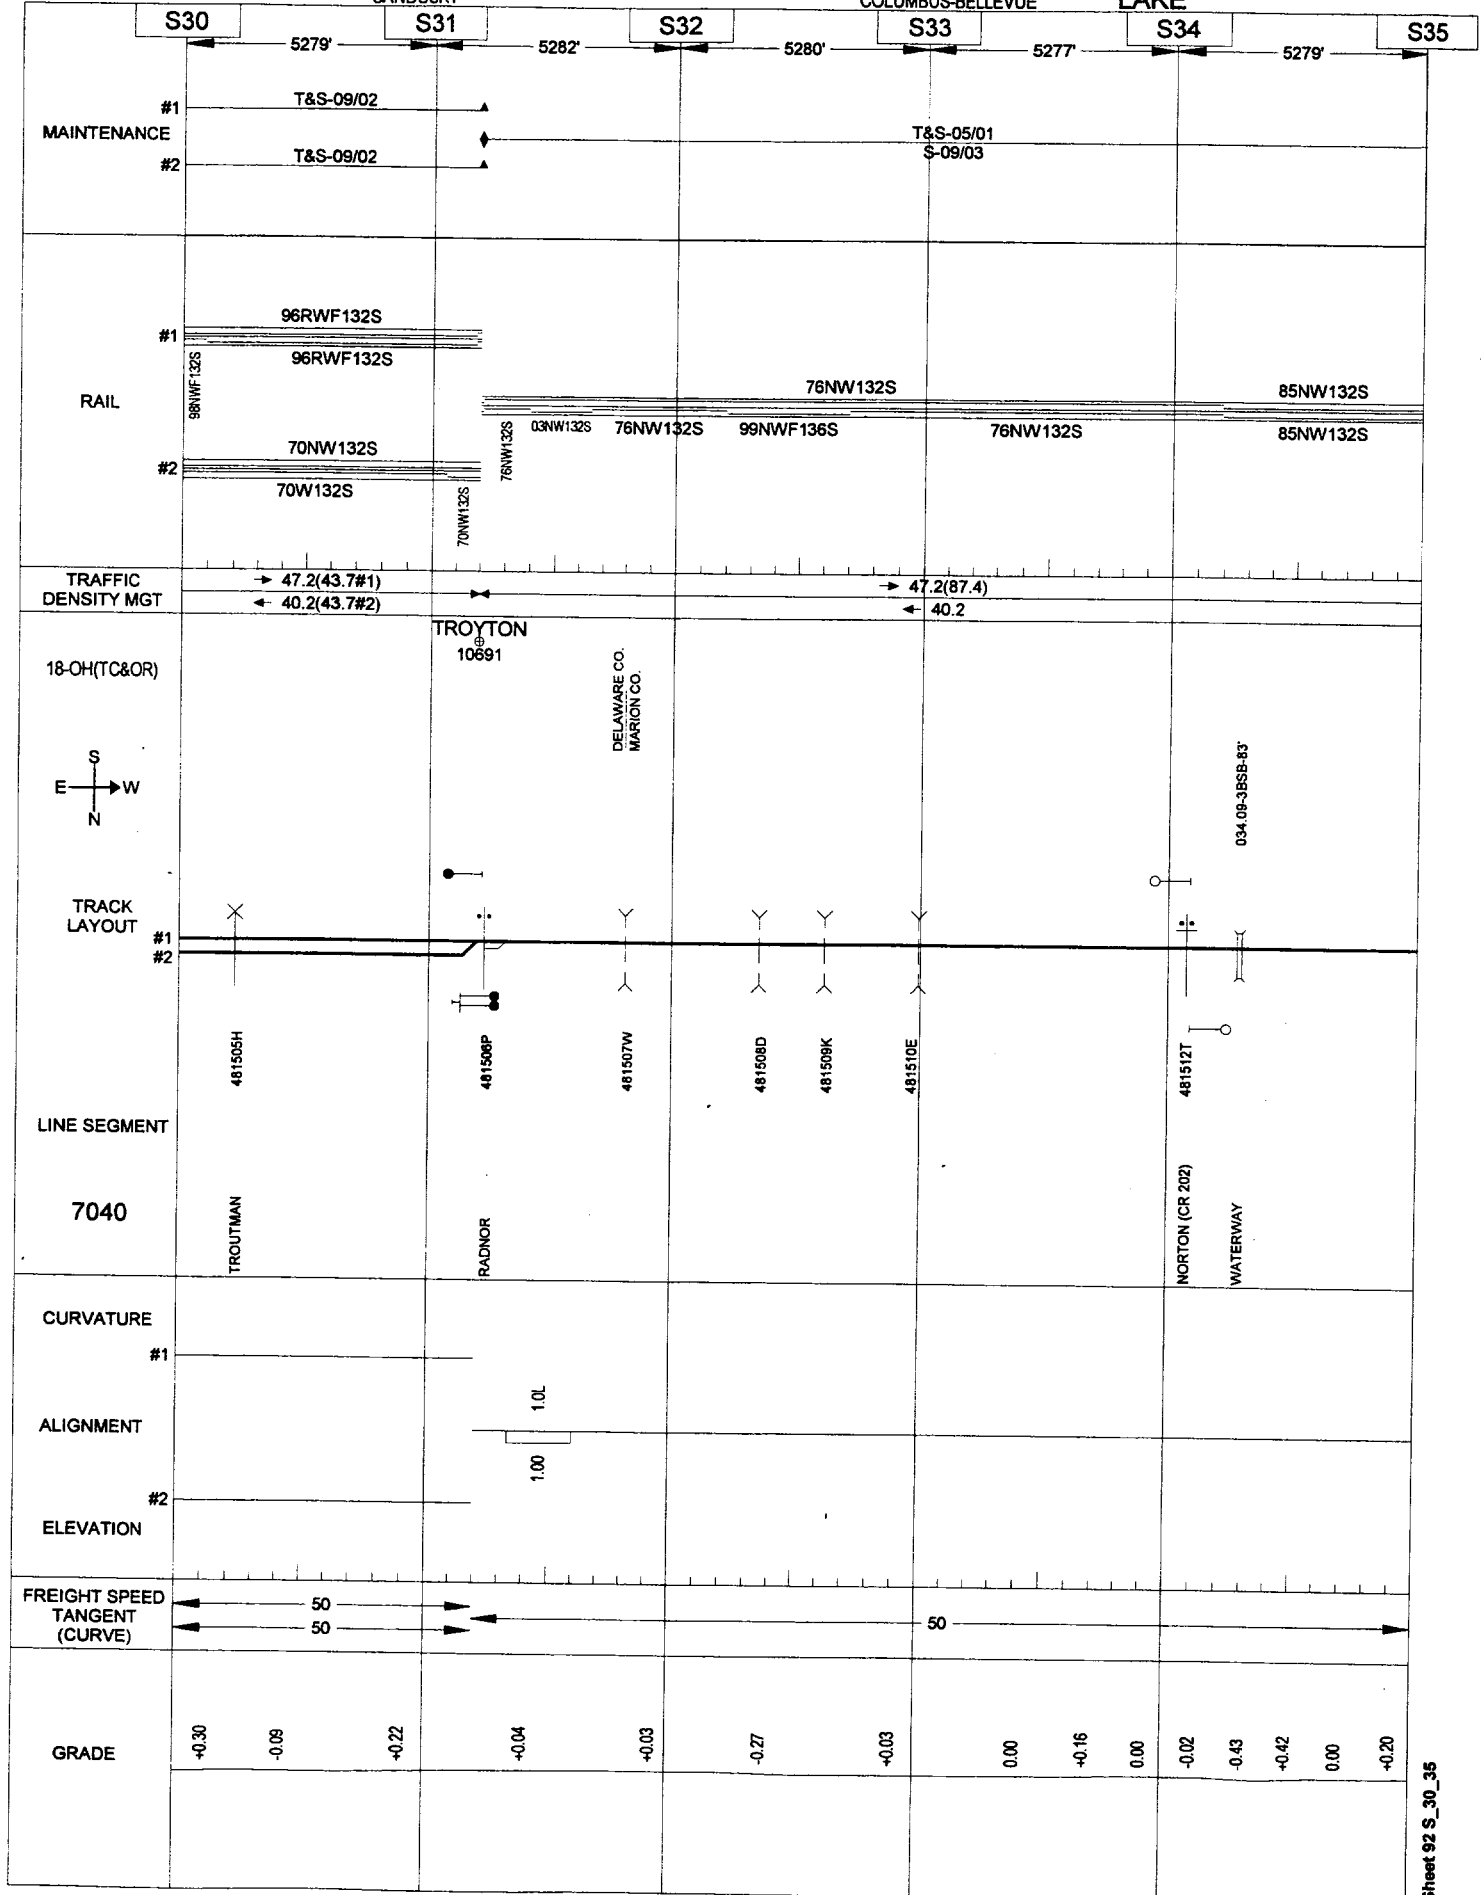 SANDUSKY
COLUMBUS-BELLEVUE
LAKE
S30
S31
S32
S33
S34
S35
5279'
5282'
5280'
5277'
5279'
MAINTENANCE
#1
T&S-09/02
#2
T&S-09/02
T&S-05/01
S-09/03
RAIL
#1
96RWF132S
96RWF132S
98NWF132S
#2
70NW132S
70W132S
70NW132S
76NW132S
03NW132S
76NW132S
76NW132S
99NWF136S
76NW132S
85NW132S
85NW132S
TRAFFIC
DENSITY MGT
47.2(43.7#1)
40.2(43.7#2)
47.2(87.4)
40.2
18-OH(TC&OR)
TROYTON
10691
DELAWARE CO.
MARION CO.
S
E W
N
034.09-3BSB-83'
TRACK
LAYOUT
#1
#2
481505H
481506P
481507W
481508D
481509K
481510E
481512T
LINE SEGMENT
7040
TROUTMAN
RADNOR
NORTON (CR 202)
WATERWAY
CURVATURE
#1
ALIGNMENT
1.0L
1.00
#2
ELEVATION
FREIGHT SPEED
TANGENT
(CURVE)
50
50
50
GRADE
+0.30
-0.09
+0.22
+0.04
+0.03
-0.27
+0.03
0.00
+0.16
0.00
-0.02
-0.43
+0.42
0.00
+0.20
Sheet 92 S_30_35